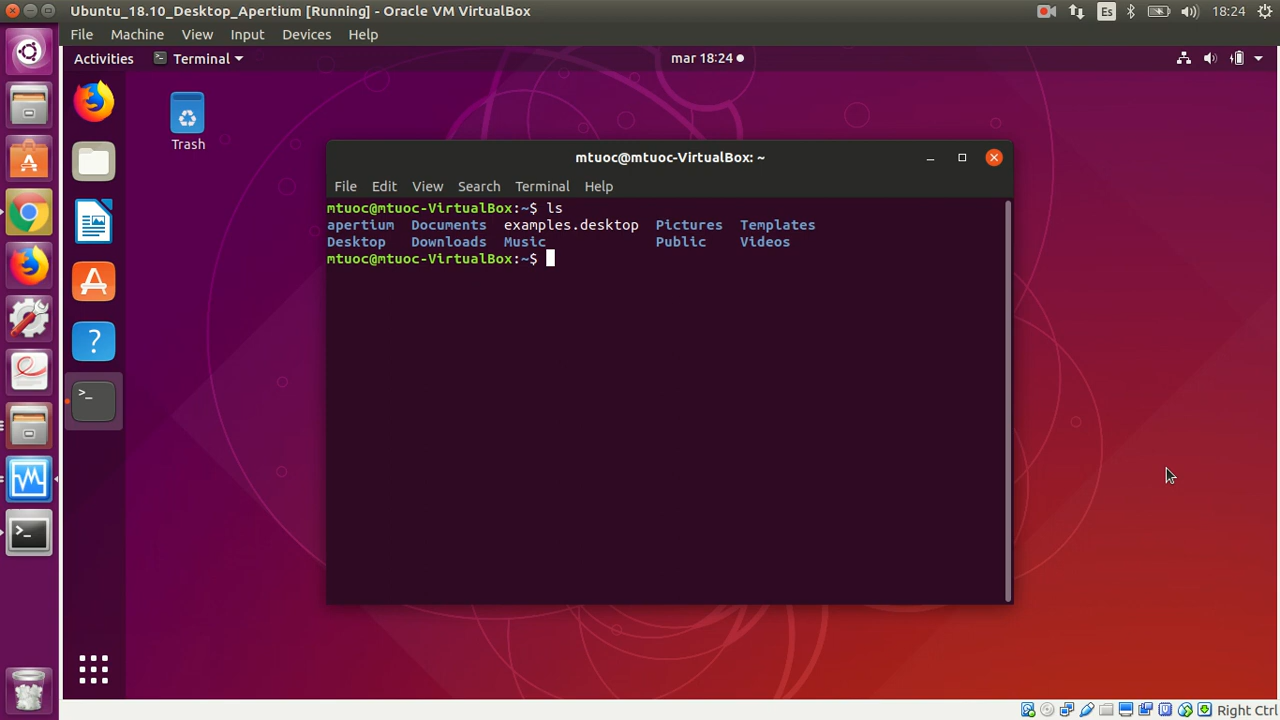 Ubuntu_18.10_Desktop_Apertium [Running] - Oracle VM VirtualBox
Es
18:24
File Machine View Input Devices Help
Activities
Terminal
mar 18:24
Trash
mtuoc@mtuoc-VirtualBox: ~
File Edit View Search Terminal Help
mtuoc@mtuoc-VirtualBox:~$ ls
apertium Documents examples.desktop Pictures Templates
Desktop Downloads Music Public Videos
mtuoc@mtuoc-VirtualBox:~$
Right Ctrl